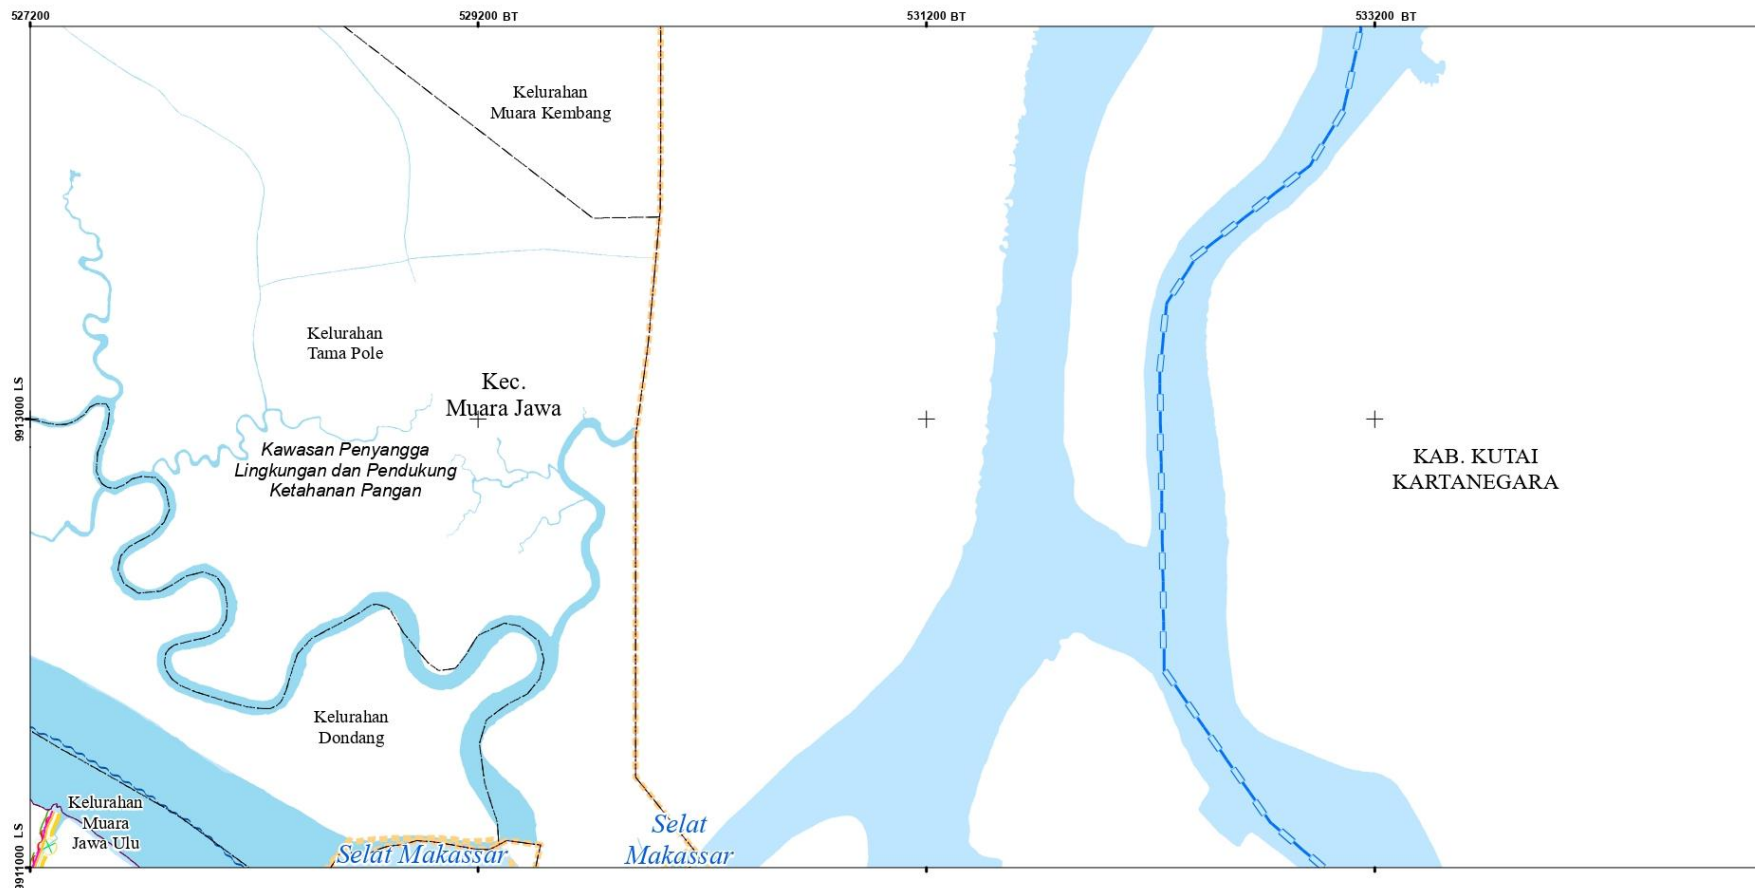 527200
529200 BT
531200 BT
533200 BT
Kelurahan
Muara Kembang
Kelurahan
Tama Pole
Kec.
Muara Jawa
9913000 LS
Kawasan Penyangga
Lingkungan dan Pendukung
Ketahanan Pangan
KAB. KUTAI
KARTANEGARA
Kelurahan
Dondang
Kelurahan
Muara
Jawa Ulu
Selat Makassar
Selat
Makassar
9911000 LS